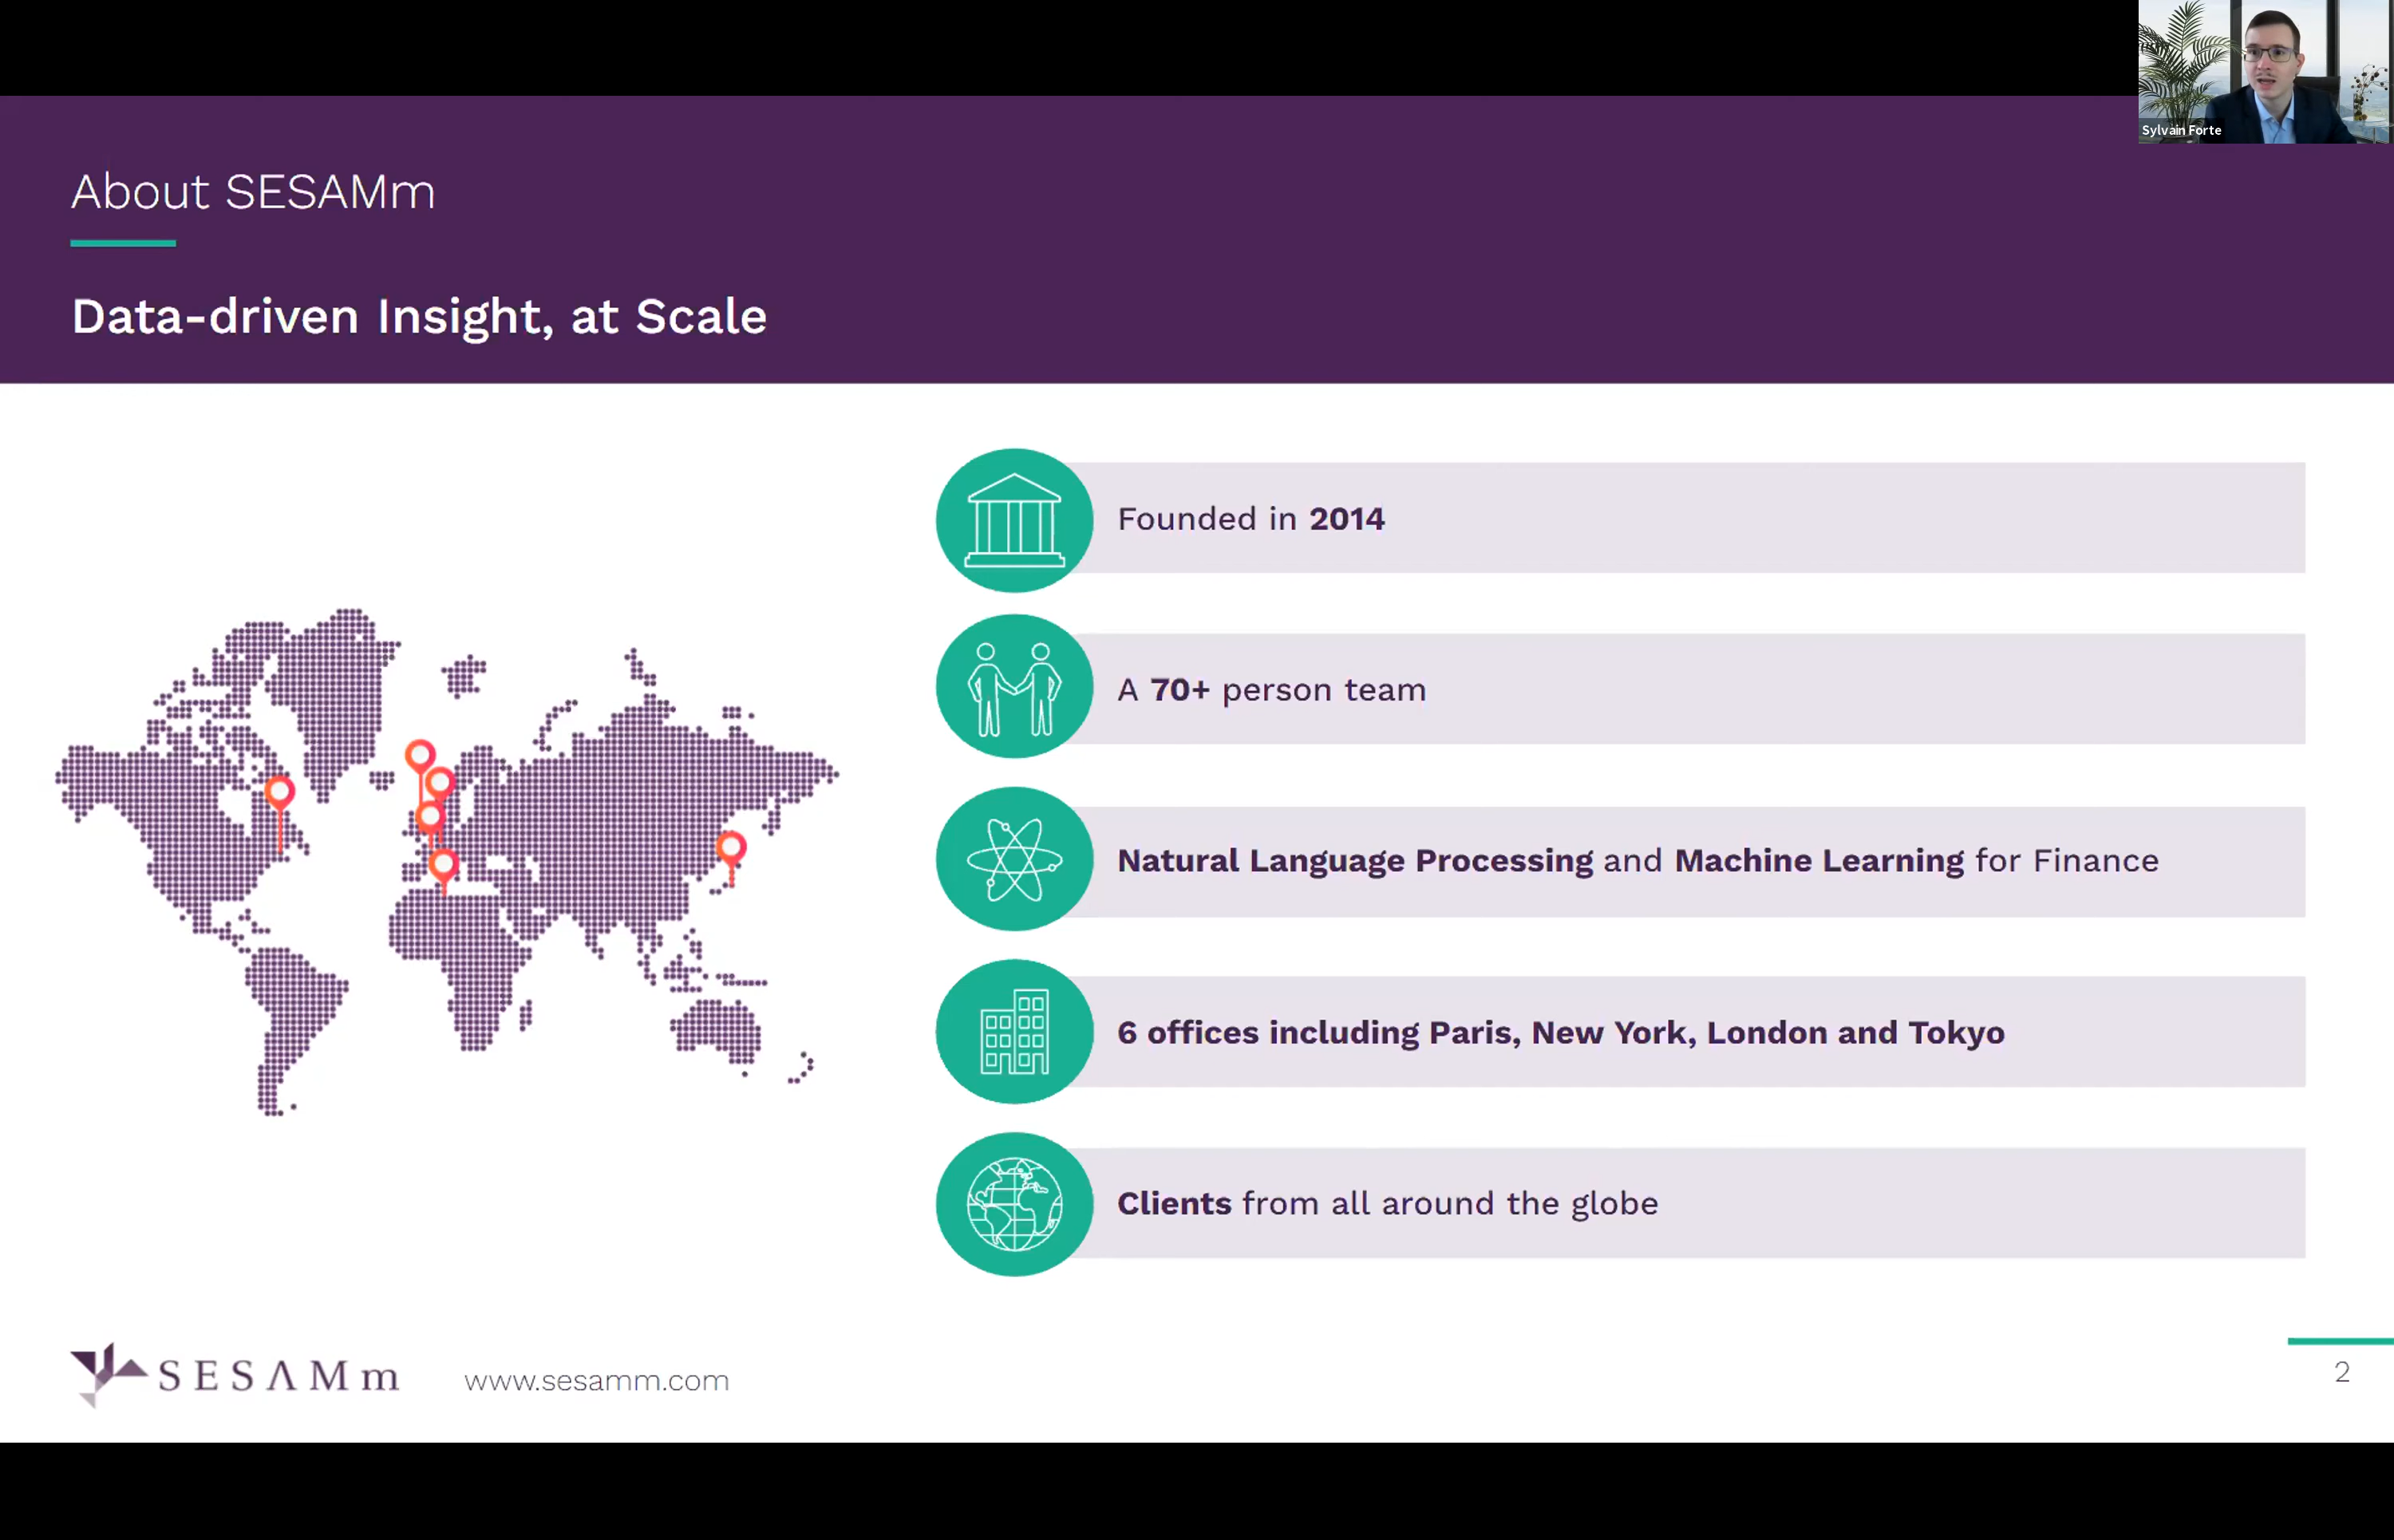 Sylvain Forte
About SESAMm
Data-driven Insight, at Scale
Founded in 2014
A 70+ person team
Natural Language Processing and Machine Learning for Finance
6 offices including Paris, New York, London and Tokyo
Clients from all around the globe
SESΛMm
www.sesamm.com
2